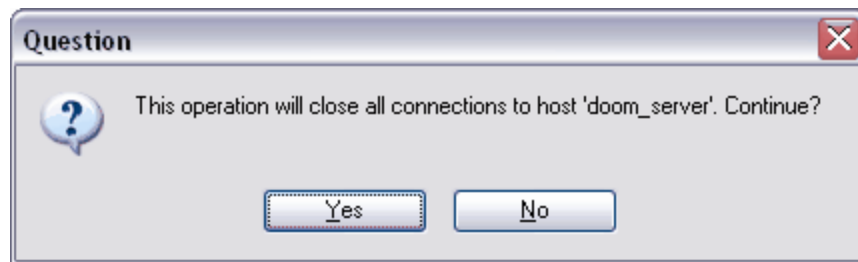 Question
This operation will close all connections to host 'doom_server'. Continue?
Yes No